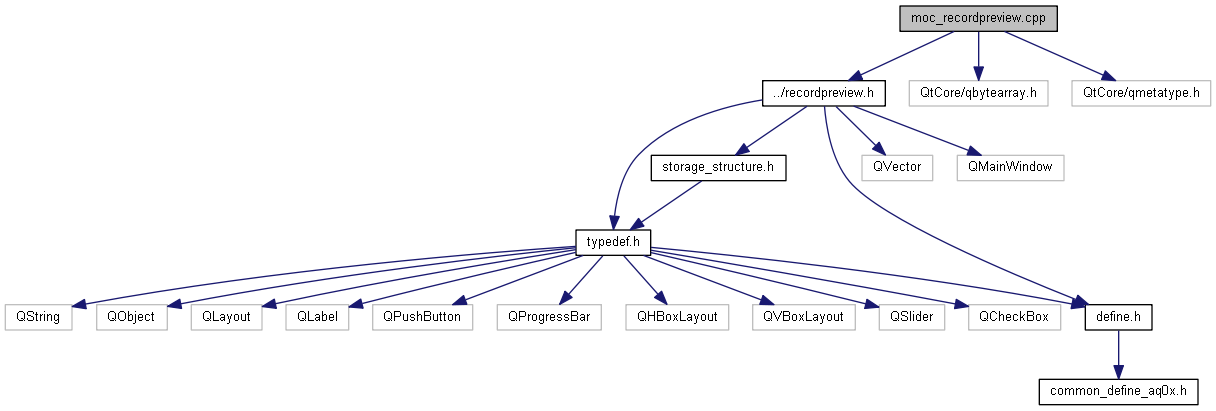 moc_recordpreview.cpp
../recordpreview.h
QtCore/qbytearray.h
QtCore/qmetatype.h
storage_structure.h
QVector
QMainWindow
typedef.h
QString
QObject
QLayout
QLabel
QPushButton
QProgressBar
QHBoxLayout
QVBoxLayout
QSlider
QCheckBox
define.h
common_define_aq0x.h